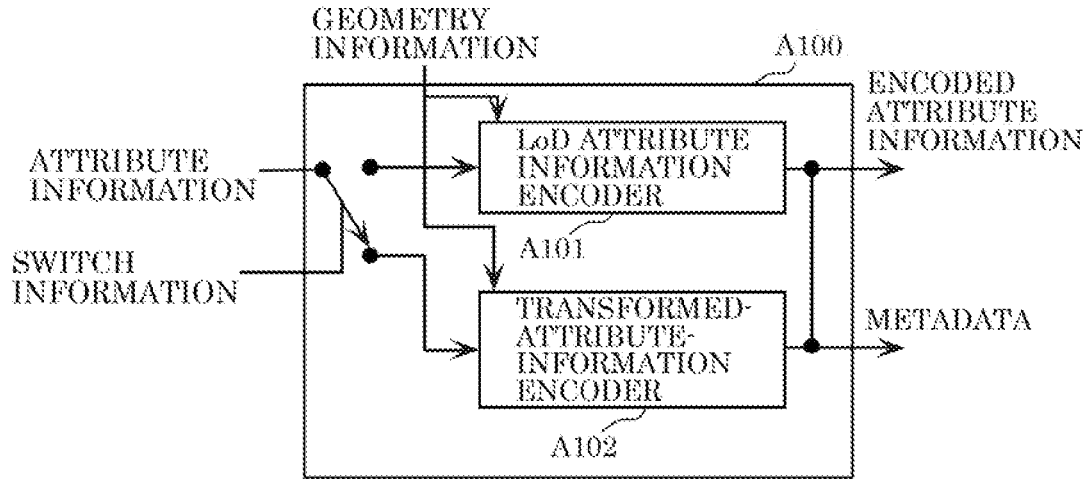 GEOMETRY
INFORMATION
A100
ENCODED
ATTRIBUTE
INFORMATION
LoD ATTRIBUTE
INFORMATION
ENCODER
ATTRIBUTE
INFORMATION
A101
SWITCH
INFORMATION
TRANSFORMED-
ATTRIBUTE-
INFORMATION
ENCODER
METADATA
A102